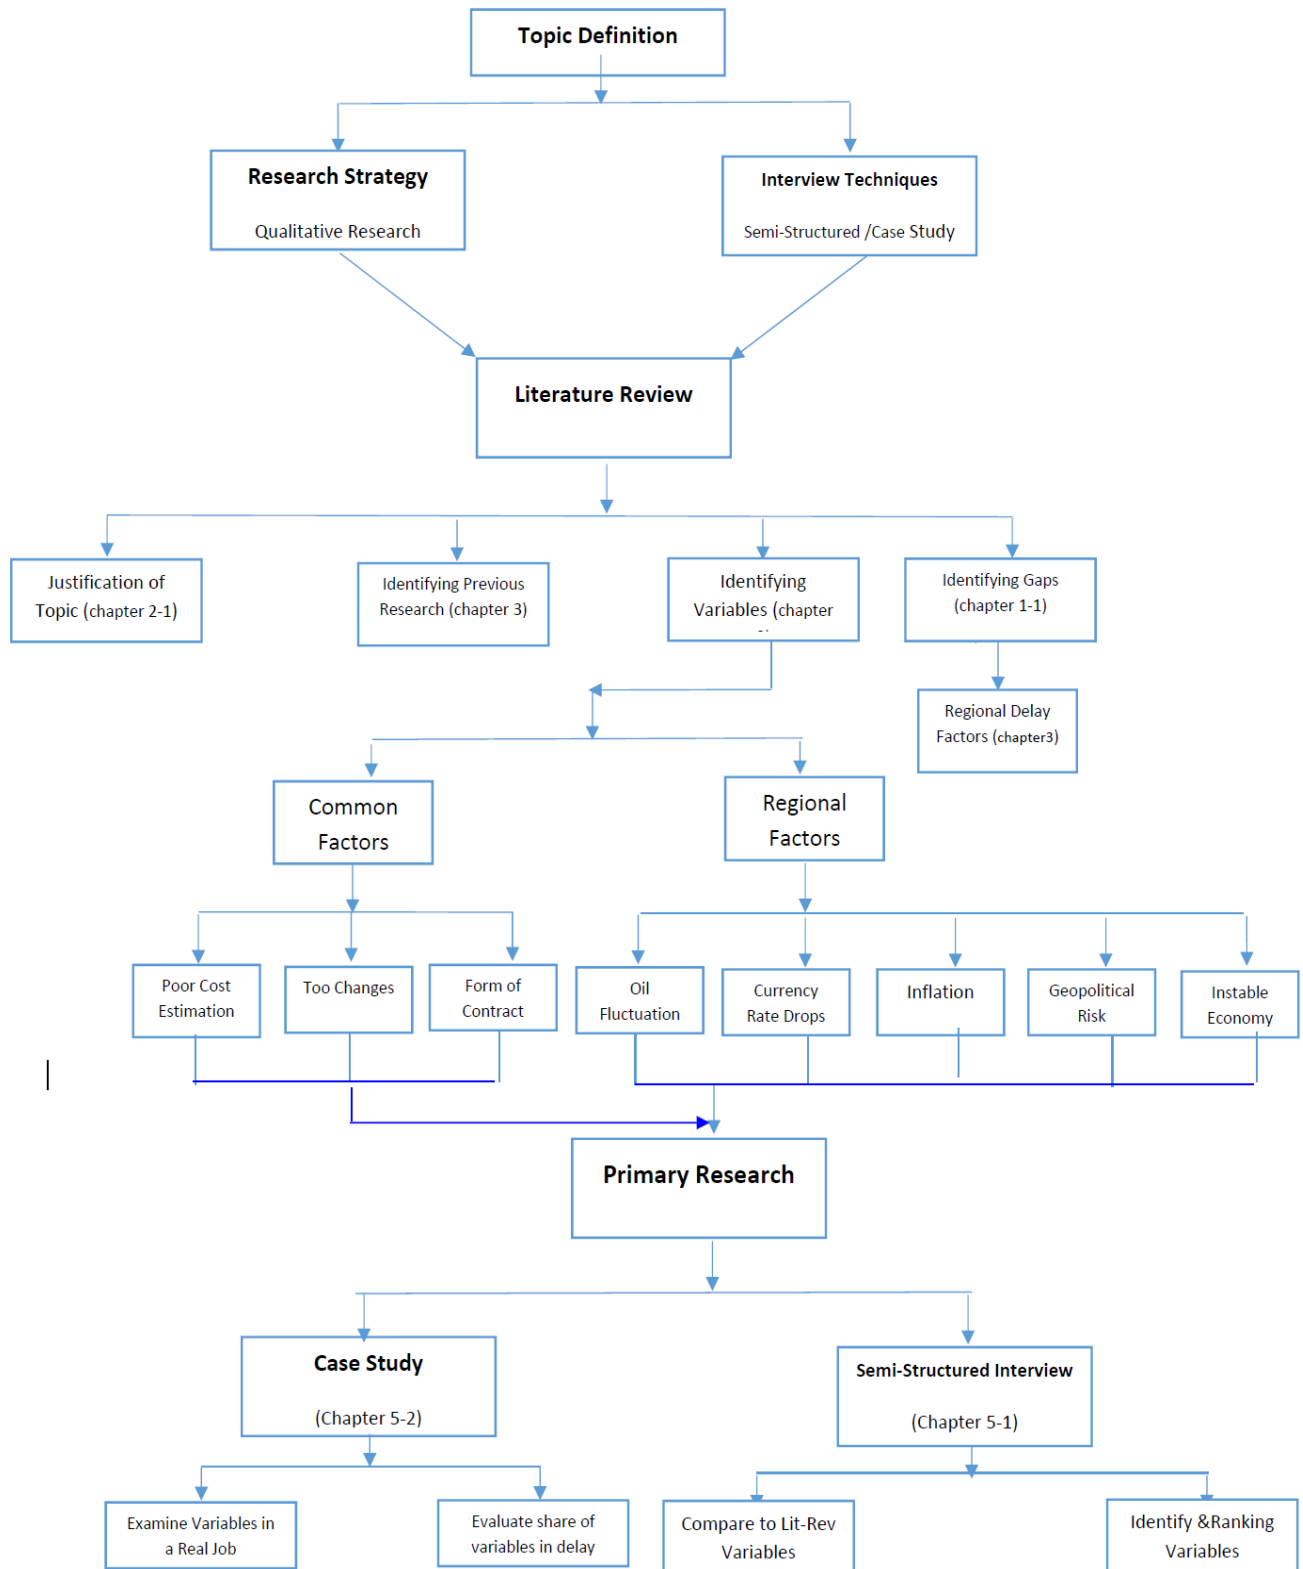 Topic Definition
Research Strategy
Qualitative Research
Interview Techniques
Semi-Structured /Case Study
Literature Review
Justification of
Topic (chapter 2-1)
Identifying Previous
Research (chapter 3)
Identifying
Variables (chapter
Identifying Gaps
(chapter 1-1)
Regional Delay
Factors (chapter3)
Common
Factors
Regional
Factors
Poor Cost
Estimation
Too Changes
Form of
Contract
Oil
Fluctuation
Currency
Rate Drops
Inflation
Geopolitical
Risk
Instable
Economy
Primary Research
Case Study
(Chapter 5-2)
Semi-Structured Interview
(Chapter 5-1)
Examine Variables in
a Real Job
Evaluate share of
variables in delay
Compare to Lit-Rev
Variables
Identify &Ranking
Variables